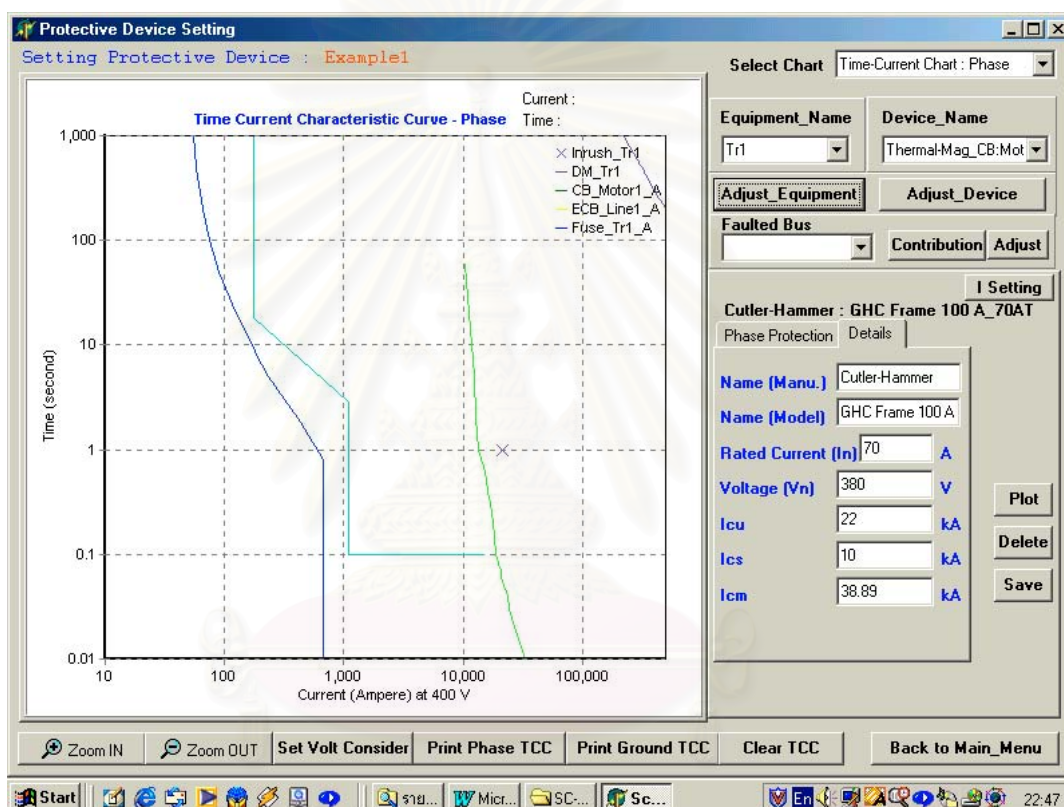 Protective Device Setting
Setting Protective Device : Example1
Select Chart Time-Current Chart : Phase
Current :
Time :
Time Current Characteristic Curve - Phase
Inrush_Tr1
DM_Tr1
CB_Motor1_A
ECB_Line1_A
Fuse_Tr1_A
1,000
100
10
1
0.1
0.01
Time (second)
10 100 1,000 10,000 100,000
Current (Ampere) at 400 V
Equipment_Name Device_Name
Tr1 Thermal-Mag_CB:Mot
Adjust_Equipment Adjust_Device
Faulted Bus
Contribution Adjust
I Setting
Cutler-Hammer : GHC Frame 100 A_70AT
Phase Protection Details
Name (Manu.) Cutler-Hammer
Name (Model) GHC Frame 100 A
Rated Current (In) 70 A
Voltage (Vn) 380 V
Icu 22 kA
Ics 10 kA
Icm 38.89 kA
Plot
Delete
Save
Zoom IN Zoom OUT Set Volt Consider Print Phase TCC Print Ground TCC Clear TCC Back to Main_Menu
Start ราย... Micr... SC-... Sc... En 22:47